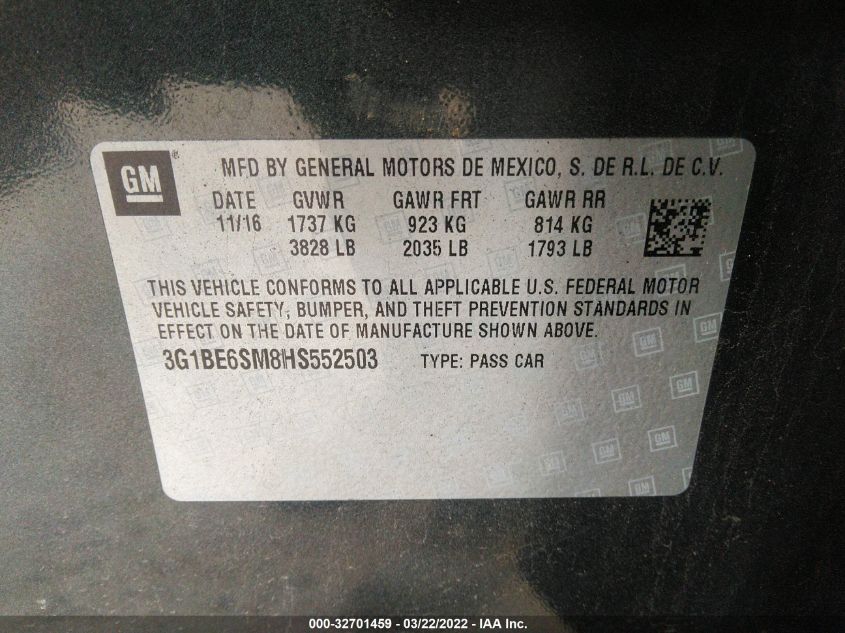 GM®
MFD BY GENERAL MOTORS DE MEXICO, S. DE R.L. DE C.V.
DATE GVWR GAWR FRT GAWR RR
11/16 1737 KG 923 KG 814 KG
3828 LB 2035 LB 1793 LB
THIS VEHICLE CONFORMS TO ALL APPLICABLE U.S. FEDERAL MOTOR
VEHICLE SAFETY, BUMPER, AND THEFT PREVENTION STANDARDS IN
EFFECT ON THE DATE OF MANUFACTURE SHOWN ABOVE.
3G1BE6SM8HS552503 TYPE: PASS CAR
000-32701459 - 03/22/2022 - IAA Inc.